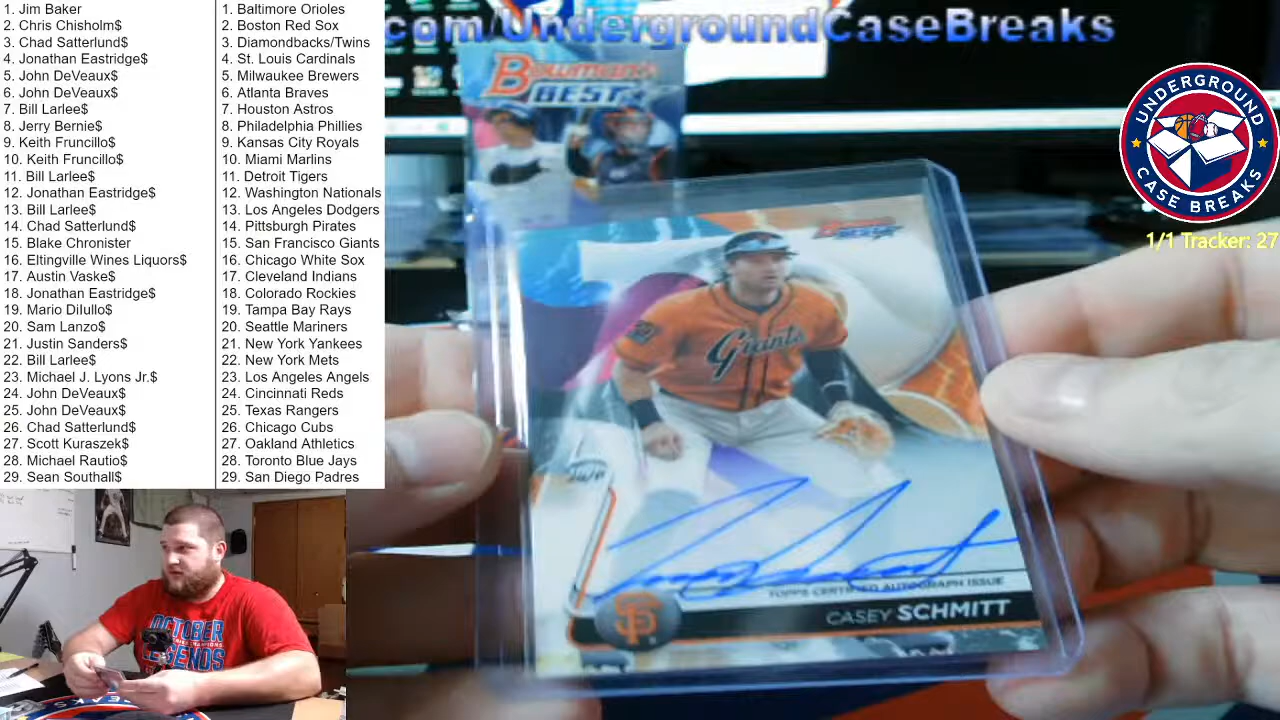 1. Jim Baker
2. Chris Chisholm$
3. Chad Satterlund$
4. Jonathan Eastridge$
5. John DeVeaux$
6. John DeVeaux$
7. Bill Larlee$
8. Jerry Bernie$
9. Keith Fruncillo$
10. Keith Fruncillo$
11. Bill Larlee$
12. Jonathan Eastridge$
13. Bill Larlee$
14. Chad Satterlund$
15. Blake Chronister
16. Eltingville Wines Liquors$
17. Austin Vaske$
18. Jonathan Eastridge$
19. Mario DiIullo$
20. Sam Lanzo$
21. Justin Sanders$
22. Bill Larlee$
23. Michael J. Lyons Jr.$
24. John DeVeaux$
25. John DeVeaux$
26. Chad Satterlund$
27. Scott Kuraszek$
28. Michael Rautio$
29. Sean Southall$
1. Baltimore Orioles
2. Boston Red Sox
3. Diamondbacks/Twins
4. St. Louis Cardinals
5. Milwaukee Brewers
6. Atlanta Braves
7. Houston Astros
8. Philadelphia Phillies
9. Kansas City Royals
10. Miami Marlins
11. Detroit Tigers
12. Washington Nationals
13. Los Angeles Dodgers
14. Pittsburgh Pirates
15. San Francisco Giants
16. Chicago White Sox
17. Cleveland Indians
18. Colorado Rockies
19. Tampa Bay Rays
20. Seattle Mariners
21. New York Yankees
22. New York Mets
23. Los Angeles Angels
24. Cincinnati Reds
25. Texas Rangers
26. Chicago Cubs
27. Oakland Athletics
28. Toronto Blue Jays
29. San Diego Padres
com/UndergroundCaseBreaks
BOWMAN'S
BEST
UNDERGROUND
CASE BREAKS
1/1 Tracker: 27
BOWMAN'S
BEST
Giants
TOPPS CERTIFIED AUTOGRAPH ISSUE
SF
CASEY SCHMITT
OCTOBER
LEGENDS